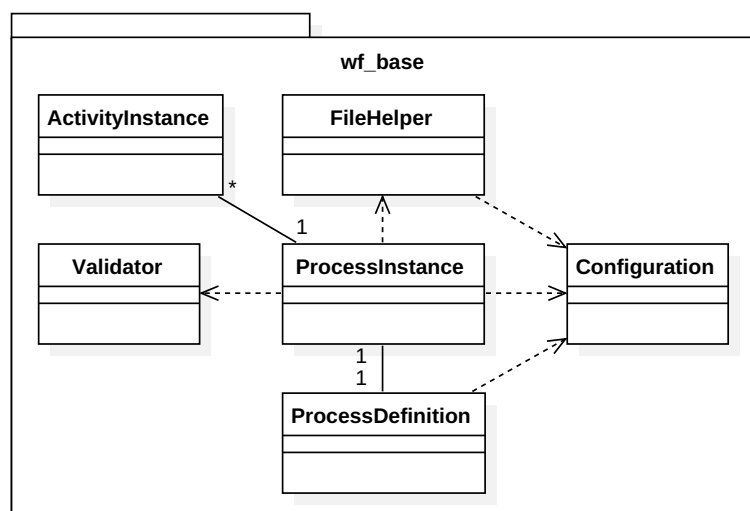 wf_base
ActivityInstance
FileHelper
*
1
Validator
ProcessInstance
Configuration
1
1
ProcessDefinition